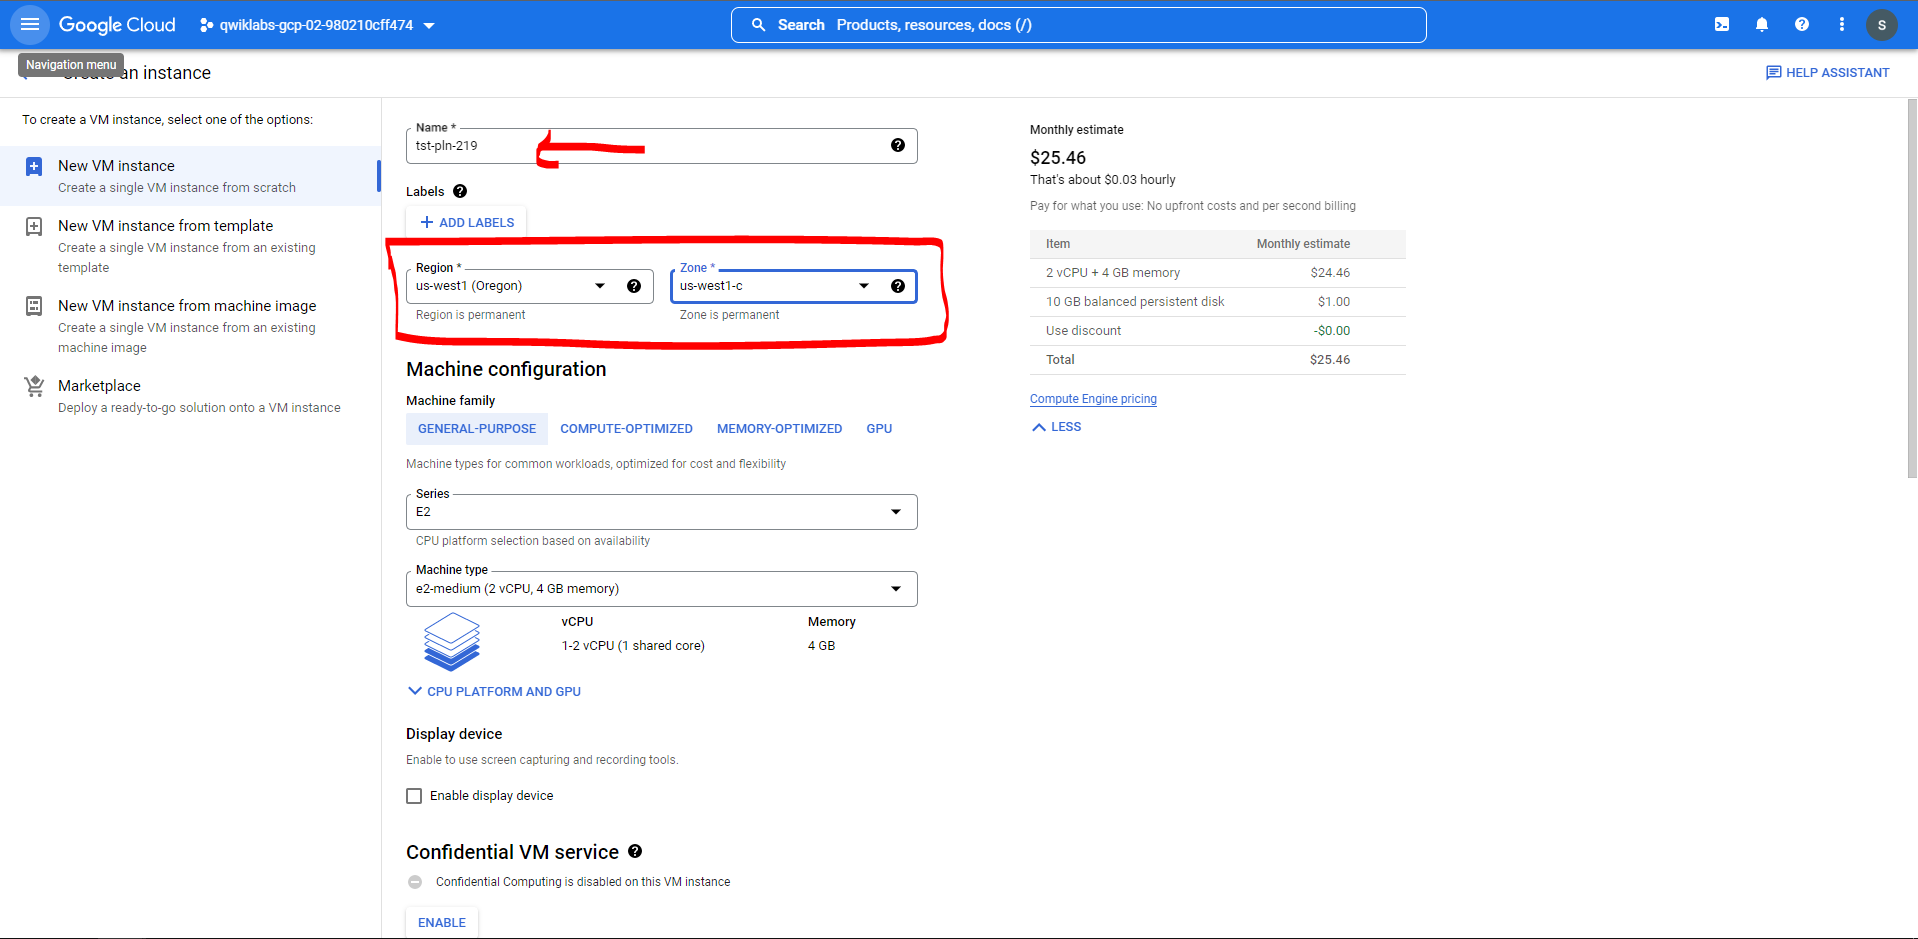 Google Cloud
qwiklabs-gcp-02-980210cff474
Search Products, resources, docs (/)
S
Navigation menu
Create an instance
HELP ASSISTANT
To create a VM instance, select one of the options:
New VM instance
Create a single VM instance from scratch
New VM instance from template
Create a single VM instance from an existing
template
New VM instance from machine image
Create a single VM instance from an existing
machine image
Marketplace
Deploy a ready-to-go solution onto a VM instance
Name *
tst-pln-219
Labels
ADD LABELS
Region *
us-west1 (Oregon)
Region is permanent
Zone *
us-west1-c
Zone is permanent
Machine configuration
Machine family
GENERAL-PURPOSE COMPUTE-OPTIMIZED MEMORY-OPTIMIZED GPU
Machine types for common workloads, optimized for cost and flexibility
Series
E2
CPU platform selection based on availability
Machine type
e2-medium (2 vCPU, 4 GB memory)
vCPU Memory
1-2 vCPU (1 shared core) 4 GB
CPU PLATFORM AND GPU
Display device
Enable to use screen capturing and recording tools.
Enable display device
Confidential VM service
Confidential Computing is disabled on this VM instance
ENABLE
Monthly estimate
$25.46
That's about $0.03 hourly
Pay for what you use: No upfront costs and per second billing
Item Monthly estimate
2 vCPU + 4 GB memory $24.46
10 GB balanced persistent disk $1.00
Use discount -$0.00
Total $25.46
Compute Engine pricing
LESS